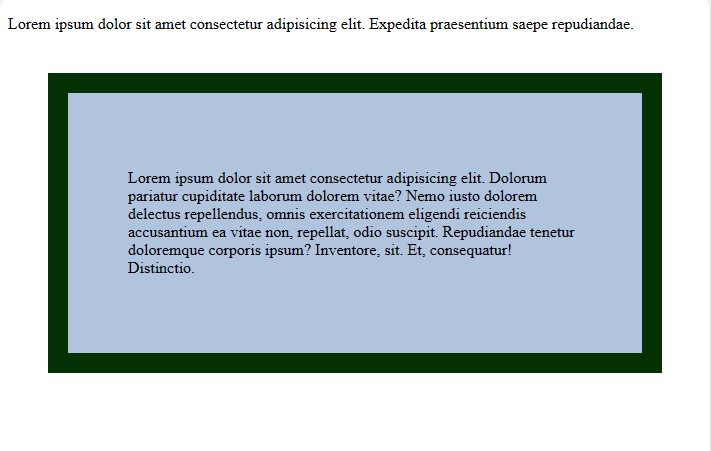 Lorem ipsum dolor sit amet consectetur adipisicing elit. Expedita praesentium saepe repudiandae.
Lorem ipsum dolor sit amet consectetur adipisicing elit. Dolorum
pariatur cupiditate laborum dolorem vitae? Nemo iusto dolorem
delectus repellendus, omnis exercitationem eligendi reiciendis
accusantium ea vitae non, repellat, odio suscipit. Repudiandae tenetur
doloremque corporis ipsum? Inventore, sit. Et, consequatur!
Distinctio.